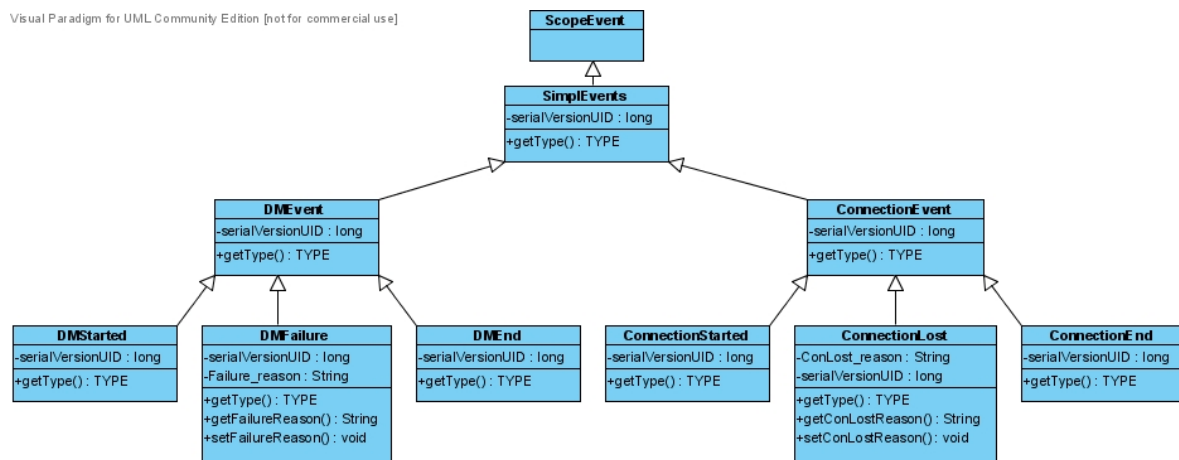 Visual Paradigm for UML Community Edition [not for commercial use]
ScopeEvent
SimplEvents
-serialVersionUID : long
+getType() : TYPE
DMEvent
-serialVersionUID : long
+getType() : TYPE
ConnectionEvent
-serialVersionUID : long
+getType() : TYPE
DMStarted
-serialVersionUID : long
+getType() : TYPE
DMFailure
-serialVersionUID : long
-Failure_reason : String
+getType() : TYPE
+getFailureReason() : String
+setFailureReason() : void
DMEnd
-serialVersionUID : long
+getType() : TYPE
ConnectionStarted
-serialVersionUID : long
+getType() : TYPE
ConnectionLost
-ConLost_reason : String
-serialVersionUID : long
+getType() : TYPE
+getConLostReason() : String
+setConLostReason() : void
ConnectionEnd
-serialVersionUID : long
+getType() : TYPE